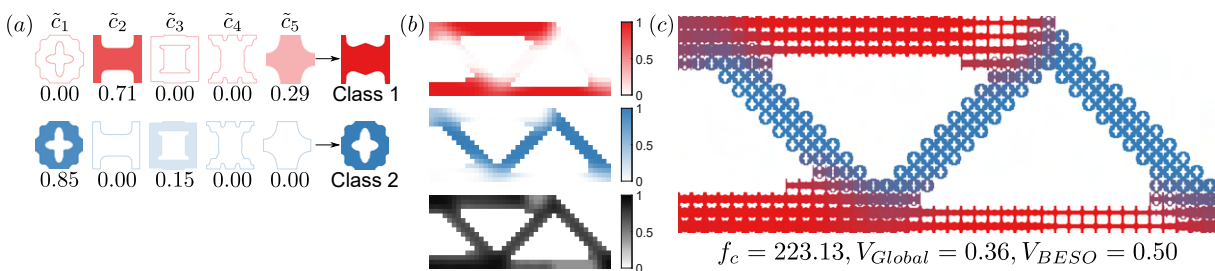 (a) c̃₁ c̃₂ c̃₃ c̃₄ c̃₅
0.00 0.71 0.00 0.00 0.29 Class 1
0.85 0.00 0.15 0.00 0.00 Class 2
(b)
1
0.5
0
1
0.5
0
1
0.5
0
(c)
f_c = 223.13, V_Global = 0.36, V_BESO = 0.50